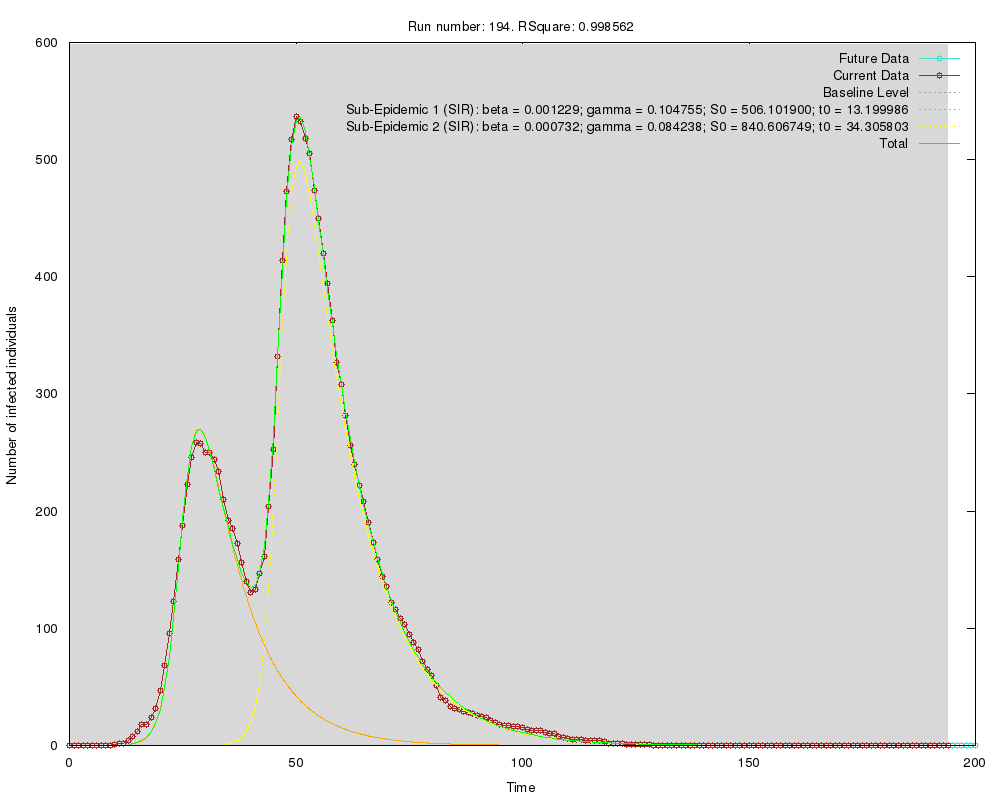 Run number: 194. RSquare: 0.998562
600
500
400
300
200
100
0
Number of infected individuals
Future Data
Current Data
Baseline Level
Sub-Epidemic 1 (SIR): beta = 0.001229; gamma = 0.104755; S0 = 506.101900; t0 = 13.199986
Sub-Epidemic 2 (SIR): beta = 0.000732; gamma = 0.084238; S0 = 840.606749; t0 = 34.305803
Total
0 50 100 150 200
Time